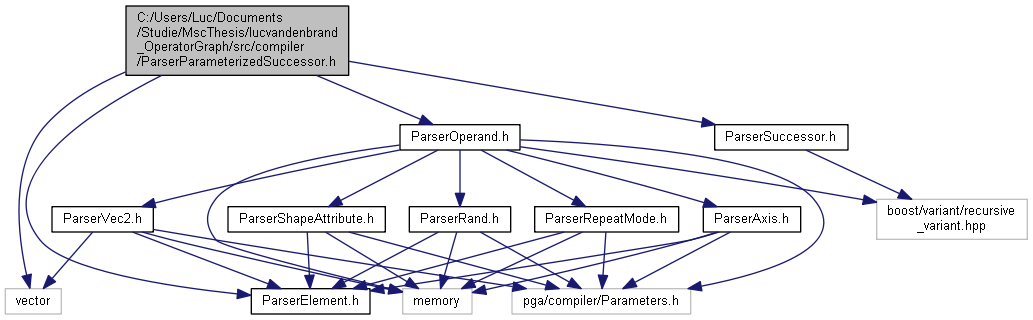 C:/Users/Luc/Documents
/Studie/MscThesis/lucvandenbrand
_OperatorGraph/src/compiler
/ParserParameterizedSuccessor.h
ParserOperand.h
ParserSuccessor.h
ParserVec2.h
ParserShapeAttribute.h
ParserRand.h
ParserRepeatMode.h
ParserAxis.h
boost/variant/recursive
_variant.hpp
vector
ParserElement.h
memory
pga/compiler/Parameters.h